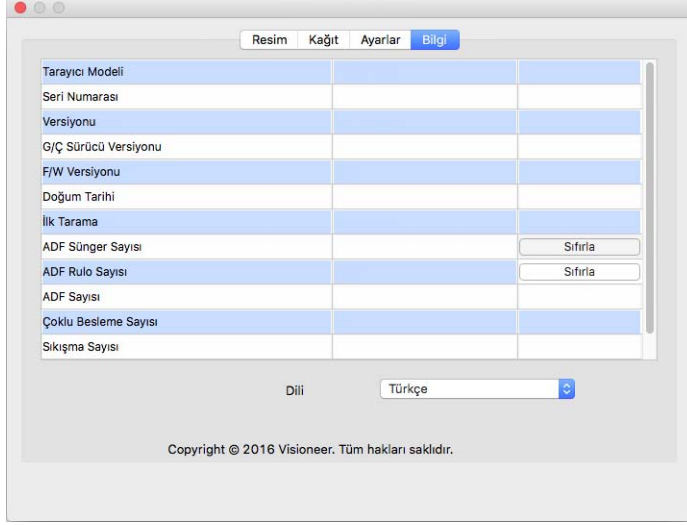 Resim Kağıt Ayarlar Bilgi
Tarayıcı Modeli
Seri Numarası
Versiyonu
G/Ç Sürücü Versiyonu
F/W Versiyonu
Doğum Tarihi
İlk Tarama
ADF Sünger Sayısı Sıfırla
ADF Rulo Sayısı Sıfırla
ADF Sayısı
Çoklu Besleme Sayısı
Sıkışma Sayısı
Dili Türkçe
Copyright © 2016 Visioneer. Tüm hakları saklıdır.